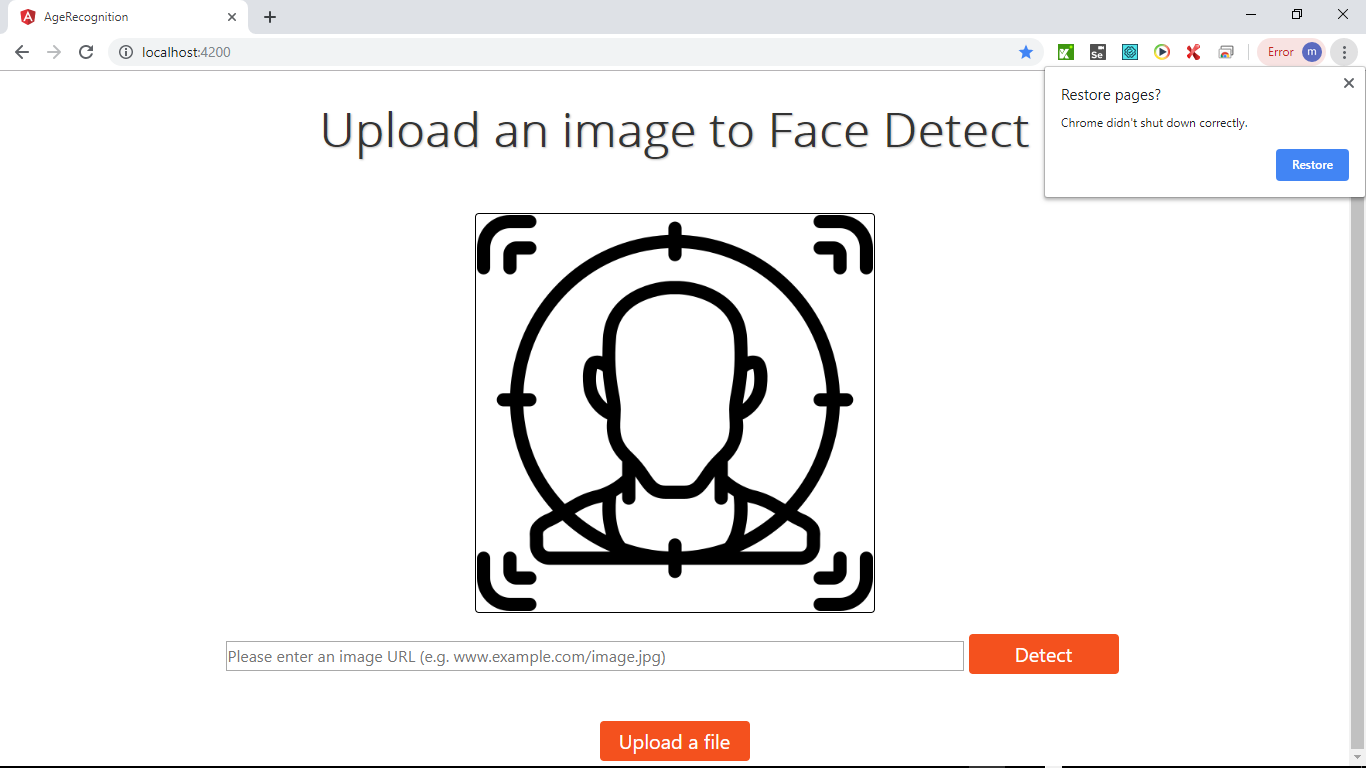 AgeRecognition
localhost:4200
Se
Error
m
Restore pages?
Chrome didn't shut down correctly.
Restore
Upload an image to Face Detect
Please enter an image URL (e.g. www.example.com/image.jpg)
Detect
Upload a file